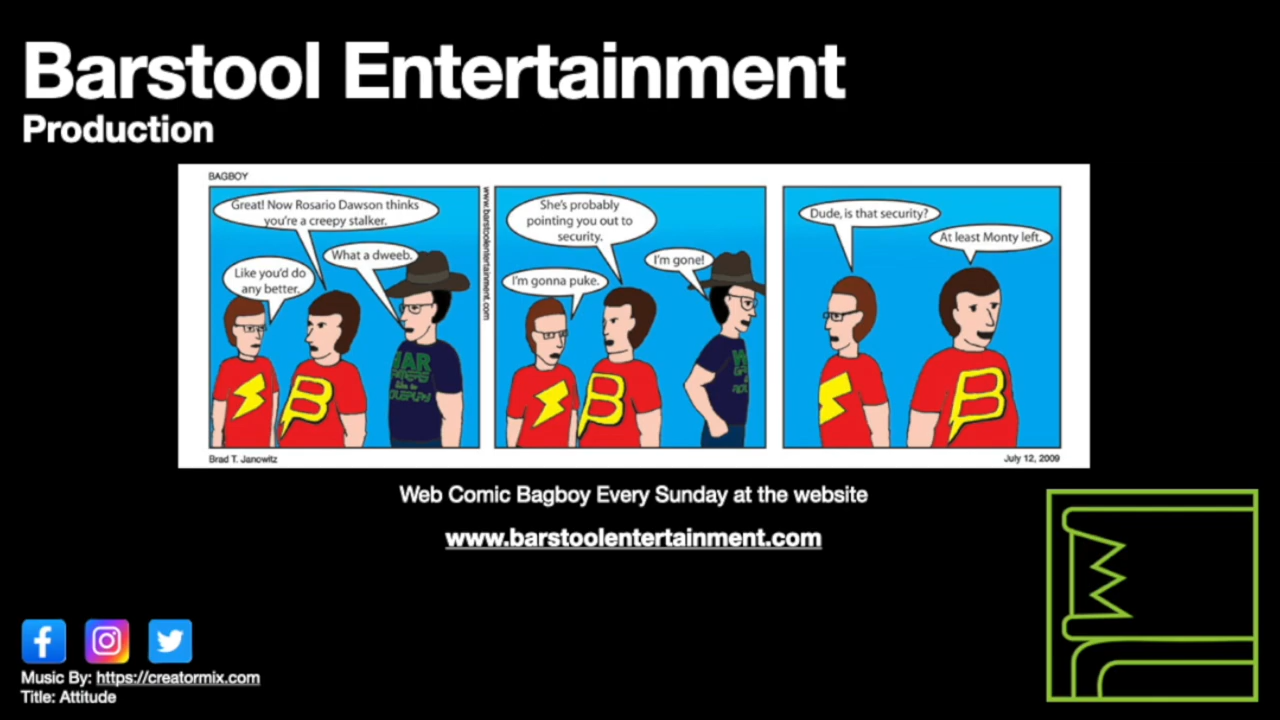 Barstool Entertainment
Production
BAGBOY
Great! Now Rosario Dawson thinks
you're a creepy stalker.
What a dweeb.
Like you'd do
any better.
www.barstoolentertainment.com
She's probably
pointing you out to
security.
I'm gonna puke.
I'm gone!
Dude, is that security?
At least Monty left.
B
B
B
Brad T. Janowitz
July 12, 2009
Web Comic Bagboy Every Sunday at the website
www.barstoolentertainment.com
Music By: https://creatormix.com
Title: Attitude